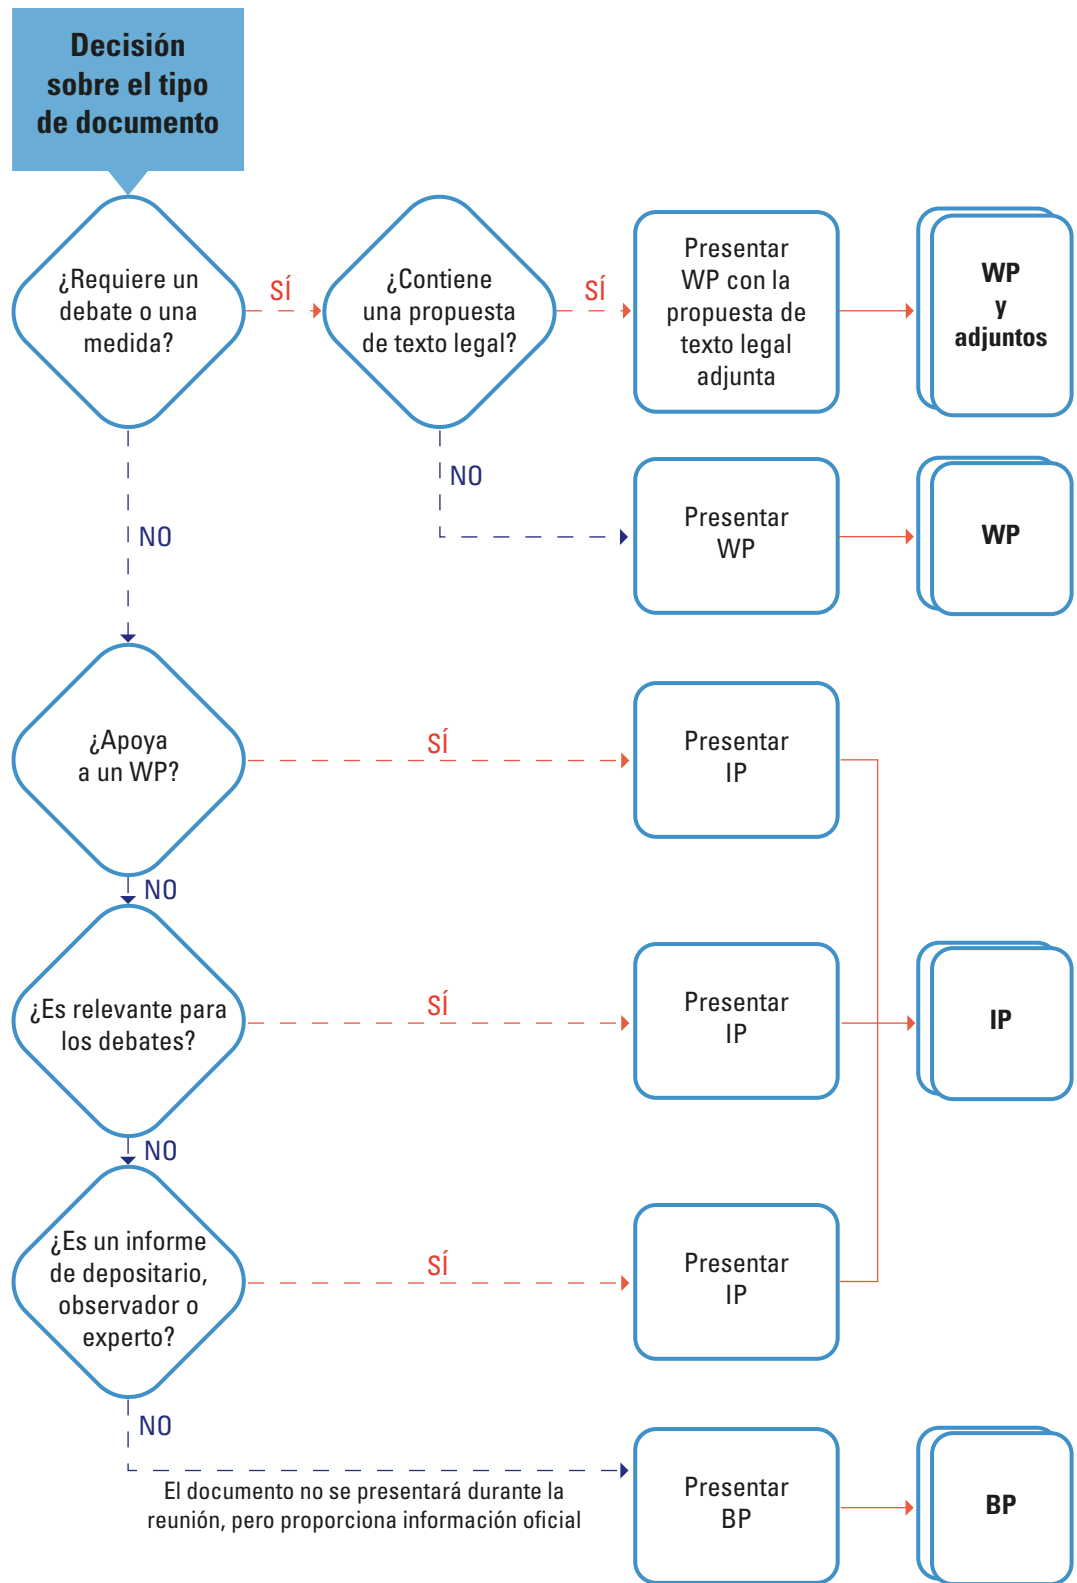 Decisión
sobre el tipo
de documento
¿Requiere un
debate o una
medida?
SÍ
¿Contiene
una propuesta
de texto legal?
SÍ
Presentar
WP con la
propuesta de
texto legal
adjunta
WP
y
adjuntos
NO
NO
Presentar
WP
WP
¿Apoya
a un WP?
SÍ
Presentar
IP
NO
¿Es relevante para
los debates?
SÍ
Presentar
IP
IP
NO
¿Es un informe
de depositario,
observador o
experto?
SÍ
Presentar
IP
NO
El documento no se presentará durante la
reunión, pero proporciona información oficial
Presentar
BP
BP